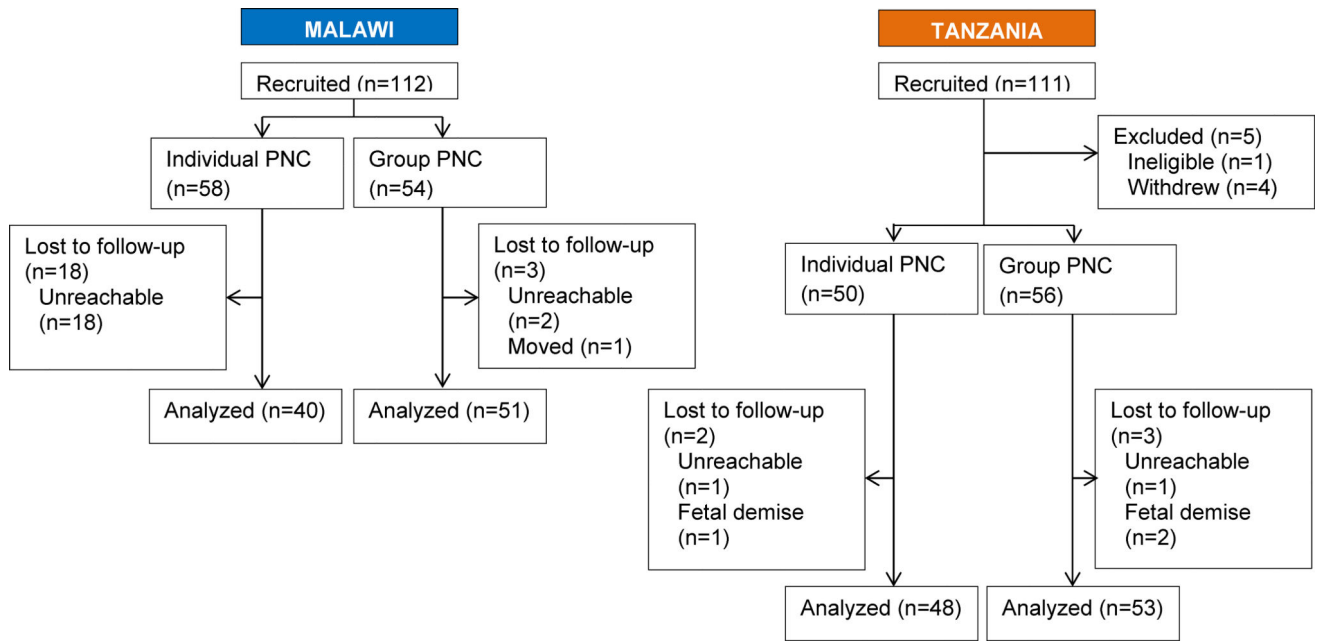 MALAWI
Recruited (n=112)
Individual PNC
(n=58)
Group PNC
(n=54)
Lost to follow-up
(n=18)
Unreachable
(n=18)
Lost to follow-up
(n=3)
Unreachable
(n=2)
Moved (n=1)
Analyzed (n=40)
Analyzed (n=51)
TANZANIA
Recruited (n=111)
Excluded (n=5)
Ineligible (n=1)
Withdrew (n=4)
Individual PNC
(n=50)
Group PNC
(n=56)
Lost to follow-up
(n=2)
Unreachable
(n=1)
Fetal demise
(n=1)
Lost to follow-up
(n=3)
Unreachable
(n=1)
Fetal demise
(n=2)
Analyzed (n=48)
Analyzed (n=53)